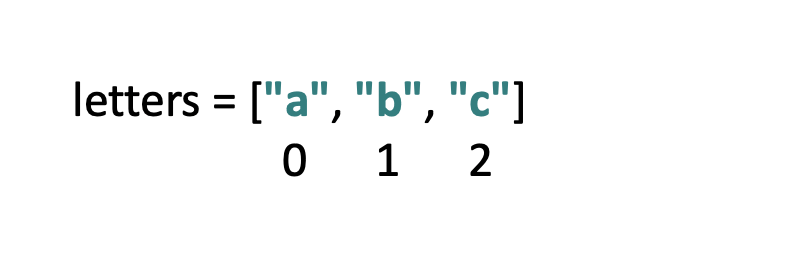 letters = ["a", "b", "c"]
0 1 2